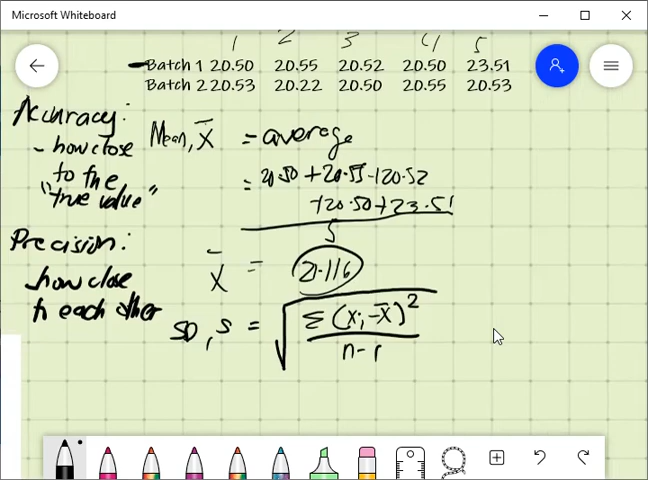 Microsoft Whiteboard
1 2 3 4 5
Batch 1 20.50 20.55 20.52 20.50 23.51
Batch 2 20.53 20.22 20.50 20.55 20.53
Accuracy:
- how close
to the
"true value"
Mean, x̄ = average
= 20.50 + 20.55 + 20.52
+20.50+23.51
5
x̄ = 21.116
Precision:
how close
to each other
SD, s = √ Σ (xᵢ - x̄)²
n-1